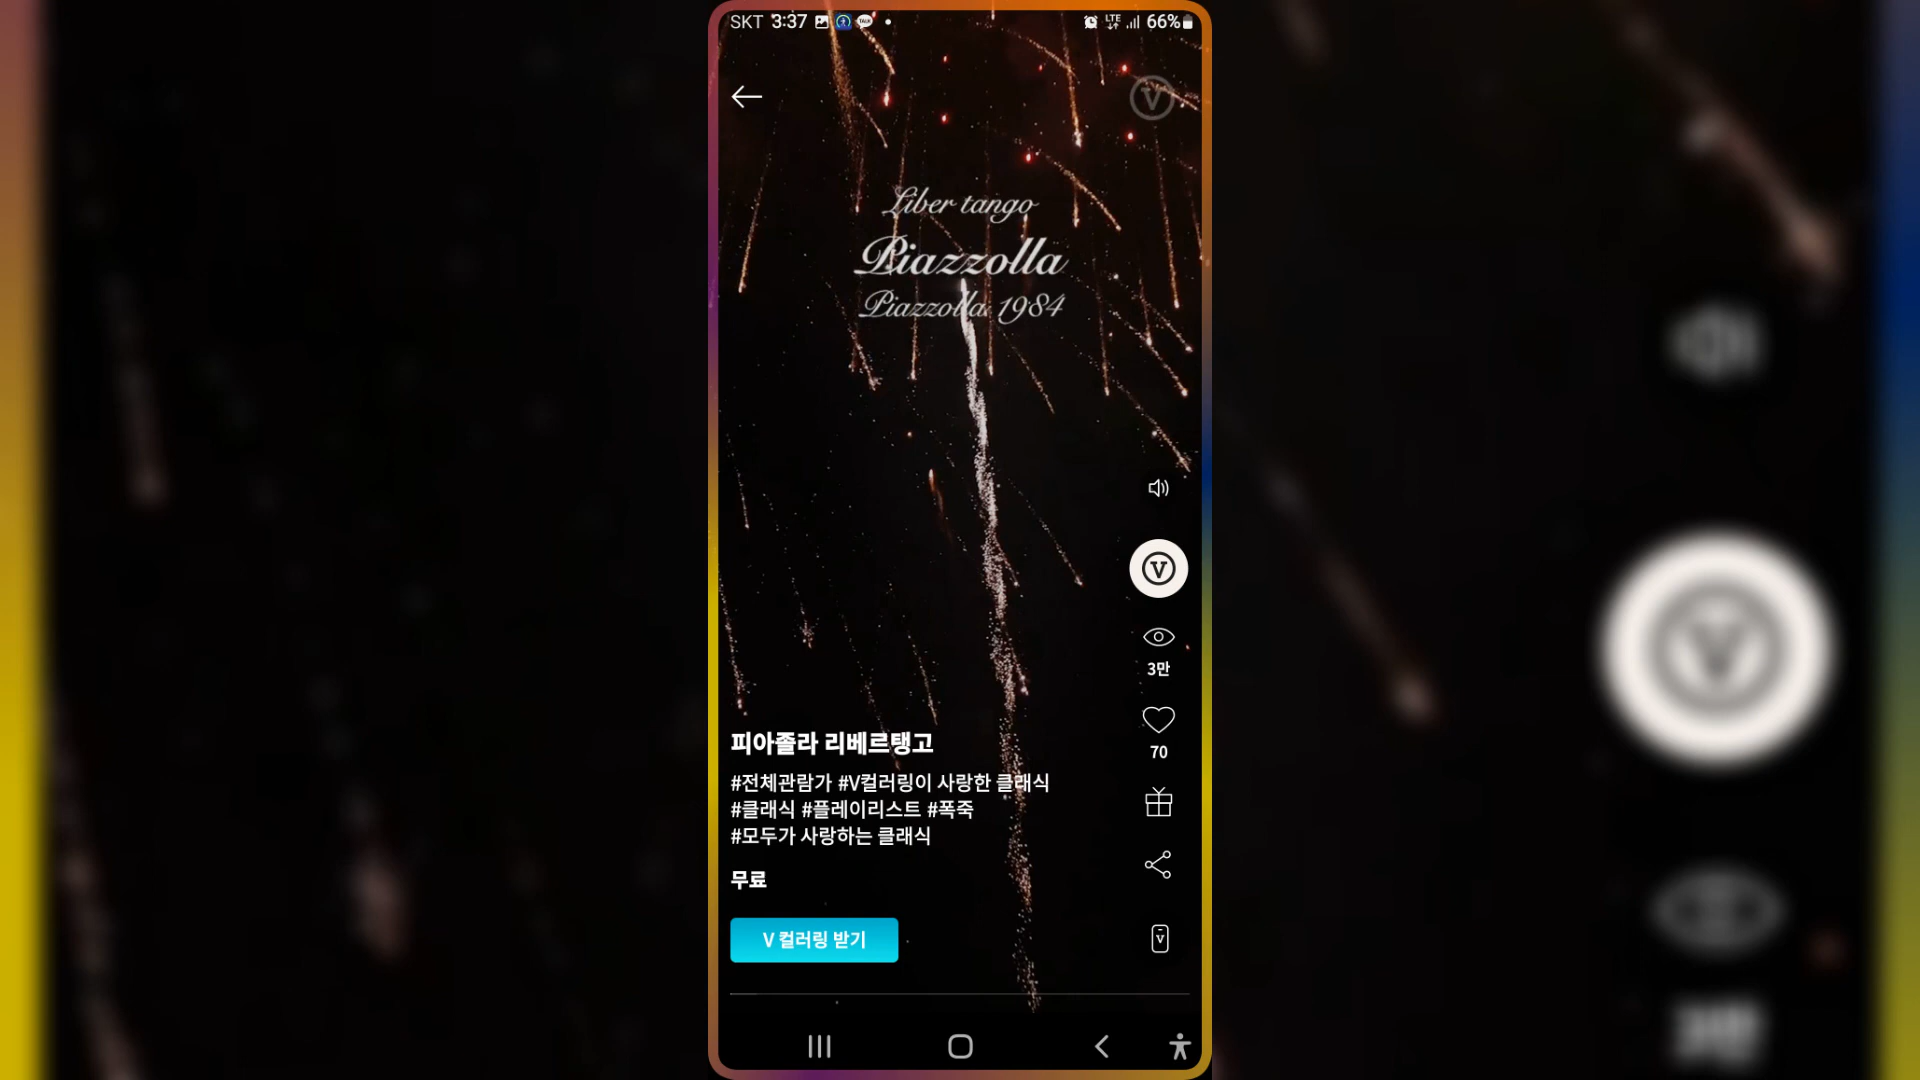 SKT 3:37
LTE 66%
V
Liber tango
Piazzolla
Piazzolla 1984
V
3만
70
피아졸라 리베르탱고
#전체관람가 #V컬러링이 사랑한 클래식
#클래식 #플레이리스트 #폭죽
#모두가 사랑하는 클래식
무료
V 컬러링 받기
V